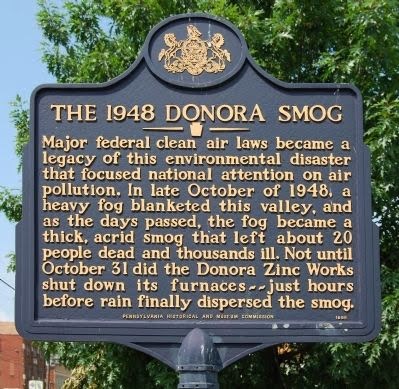 THE 1948 DONORA SMOG
Major federal clean air laws became a
legacy of this environmental disaster
that focused national attention on air
pollution. In late October of 1948, a
heavy fog blanketed this valley, and
as the days passed, the fog became a
thick, acrid smog that left about 20
people dead and thousands ill. Not until
October 31 did the Donora Zinc Works
shut down its furnaces--just hours
before rain finally dispersed the smog.
PENNSYLVANIA HISTORICAL AND MUSEUM COMMISSION